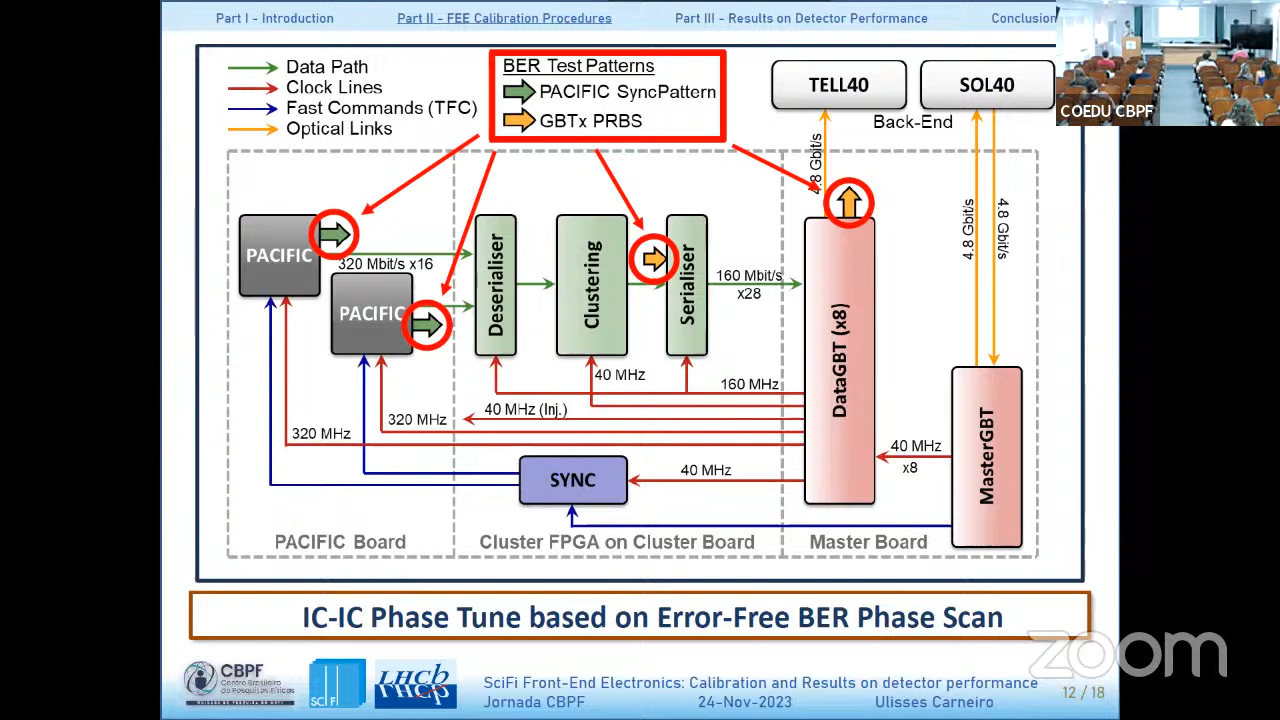 Part I - Introduction
Part II - FEE Calibration Procedures
Part III - Results on Detector Performance
Conclusion
COEDU CBPF
Data Path
Clock Lines
Fast Commands (TFC)
Optical Links
BER Test Patterns
PACIFIC SyncPattern
GBTx PRBS
TELL40
SOL40
Back-End
4.8 Gbit/s
4.8 Gbit/s
4.8 Gbit/s
PACIFIC
320 Mbit/s x16
PACIFIC
Deserialiser
Clustering
Serialiser
160 Mbit/s
x28
DataGBT (x8)
MasterGBT
40 MHz
160 MHz
40 MHz (Inj.)
320 MHz
320 MHz
40 MHz
x8
SYNC
40 MHz
PACIFIC Board
Cluster FPGA on Cluster Board
Master Board
IC-IC Phase Tune based on Error-Free BER Phase Scan
CBPF
Centro Brasileiro
de Pesquisas Físicas
SCIFI
LHCb
LHCb
SciFi Front-End Electronics: Calibration and Results on detector performance
Jornada CBPF
24-Nov-2023
Ulisses Carneiro
12 / 18
zoom